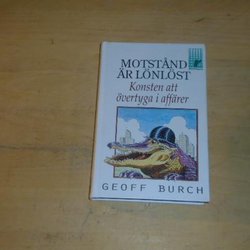 MOTSTÅND
ÄR LÖNLÖST
Konsten att
övertyga i affärer
GEOFF BURCH